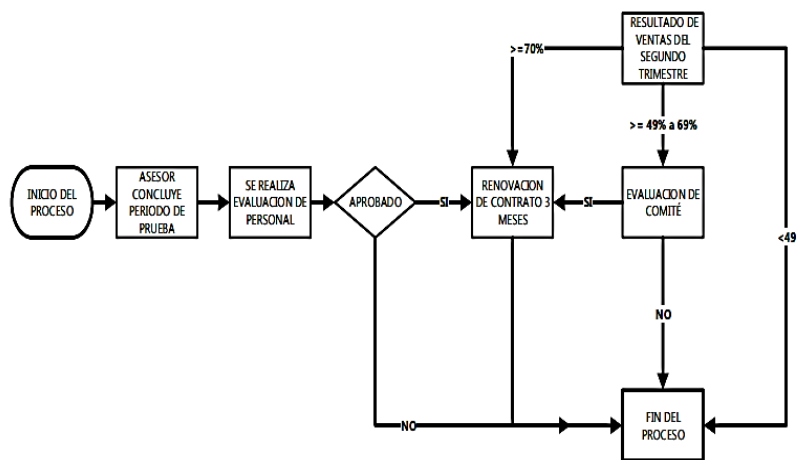 RESULTADO DE
VENTAS DEL
SEGUNDO
TRIMESTRE
>=70%
>= 49% a 69%
INICIO DEL
PROCESO
ASESOR
CONCLUYE
PERIODO DE
PRUEBA
SE REALIZA
EVALUACION DE
PERSONAL
APROBADO
SI
RENOVACION
DE CONTRATO 3
MESES
SI
EVALUACION DE
COMITÉ
<49
NO
NO
FIN DEL
PROCESO